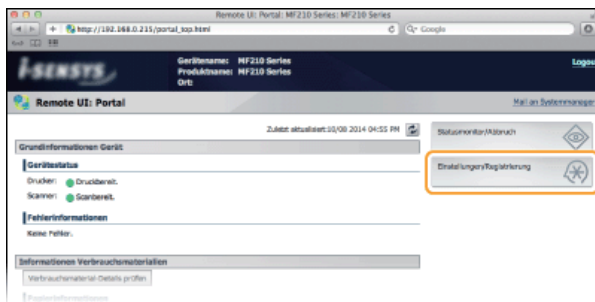 Remote UI: Portal: MF210 Series: MF210 Series
http://192.168.0.215/portal_top.html
Google
i-SENSYS
Gerätename: MF210 Series
Produktname: MF210 Series
Ort:
Logou
Remote UI: Portal
Mail an Systemmanager
Zuletzt aktualisiert:10/08 2014 04:55 PM
Grundinformationen Gerät
Gerätestatus
Drucker: Druckbereit.
Scanner: Scanbereit.
Fehlerinformationen
Keine Fehler.
Informationen Verbrauchsmaterialien
Verbrauchsmaterial-Details prüfen
Papierinformationen
Statusmonitor/Abbruch
Einstellungen/Registrierung